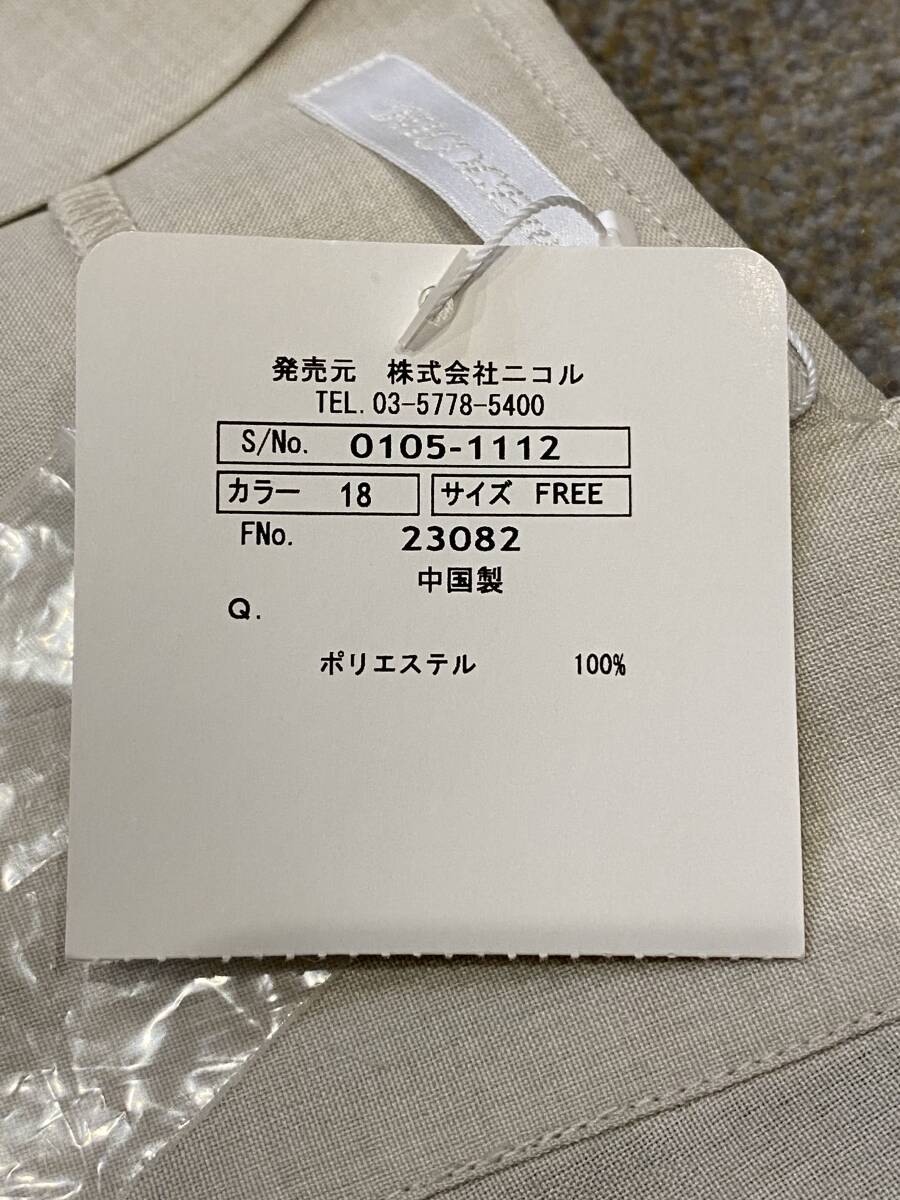 発売元 株式会社ニコル
TEL. 03-5778-5400
S/No. 0105-1112
カラー 18 サイズ FREE
FNo. 23082
中国製
Q.
ポリエステル 100%